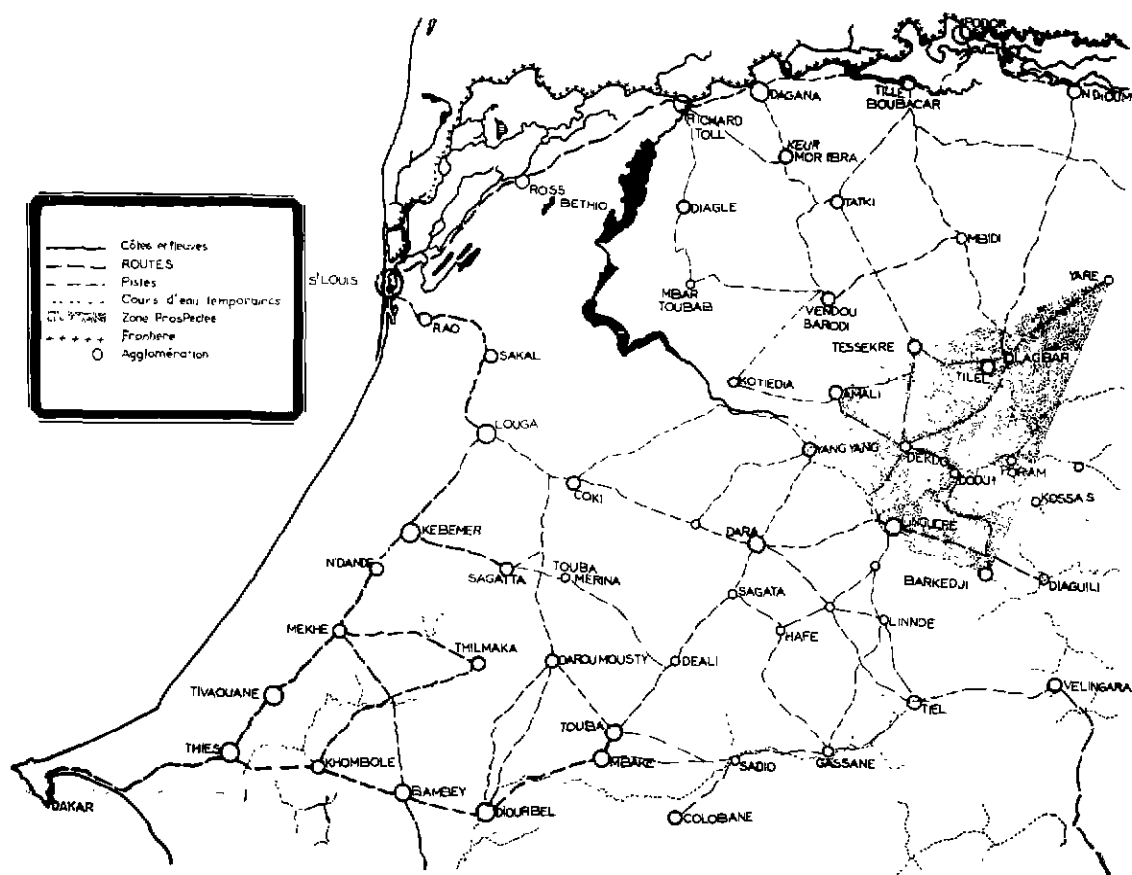 PODOR
DAGANA
TILLE
BOUBACAR
N'DIOUM
RICHARD
TOLL
KEUR
MOR IBRA
ROSS
BETHIO
DIAGLE
TATKI
MBIDI
Côtes et fleuves
ROUTES
Pistes
Cours d'eau temporaires
Zone Prospectée
Frontière
Agglomération
S'LOUIS
MBAR
TOUBAB
VENDOU
BARODI
YARE
RAO
SAKAL
TESSEKRE
LAGBAR
TILEL
KOTIEDIA
AMALI
LOUGA
YANG YANG
DEKDO
DODJI
COKI
KOSSAS
KEBEMER
DARA
LINGUERE
N'DANDE
SAGATTA
TOUBA
MERINA
BARKEDJI
DIAGUILI
SAGATA
MEKHE
HAFE
LINNDE
THILMAKA
DAROU MOUSTY
DEALI
TIVAOUANE
VELINGARA
TIEL
THIES
TOUBA
KHOMBOLE
MBAKE
SADIO
GASSANE
DAKAR
BAMBEY
DIOURBEL
COLOBANE